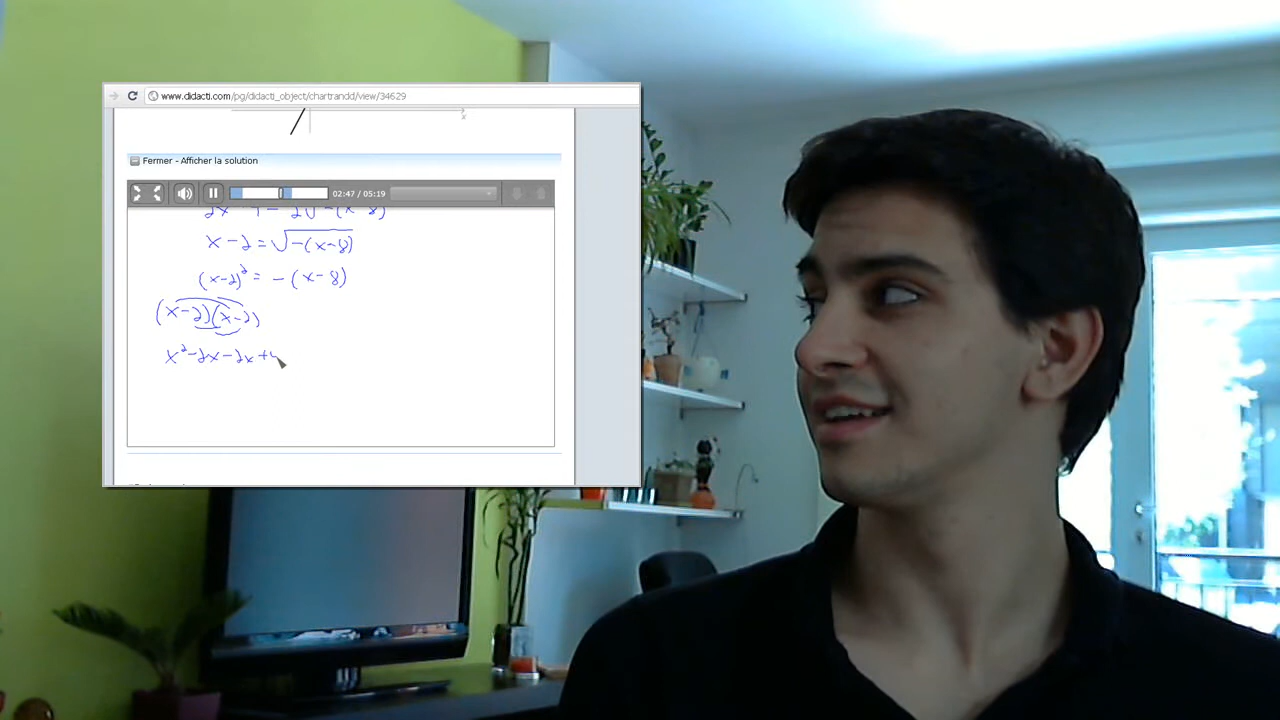 www.didacti.com/pg/didacti_object/chartrandd/view/34629
x
Fermer - Afficher la solution
02:47 / 05:19
x-2=√-(x-8)
(x-2)²= -(x-8)
(x-2)(x-2)
x²-2x-2x+4